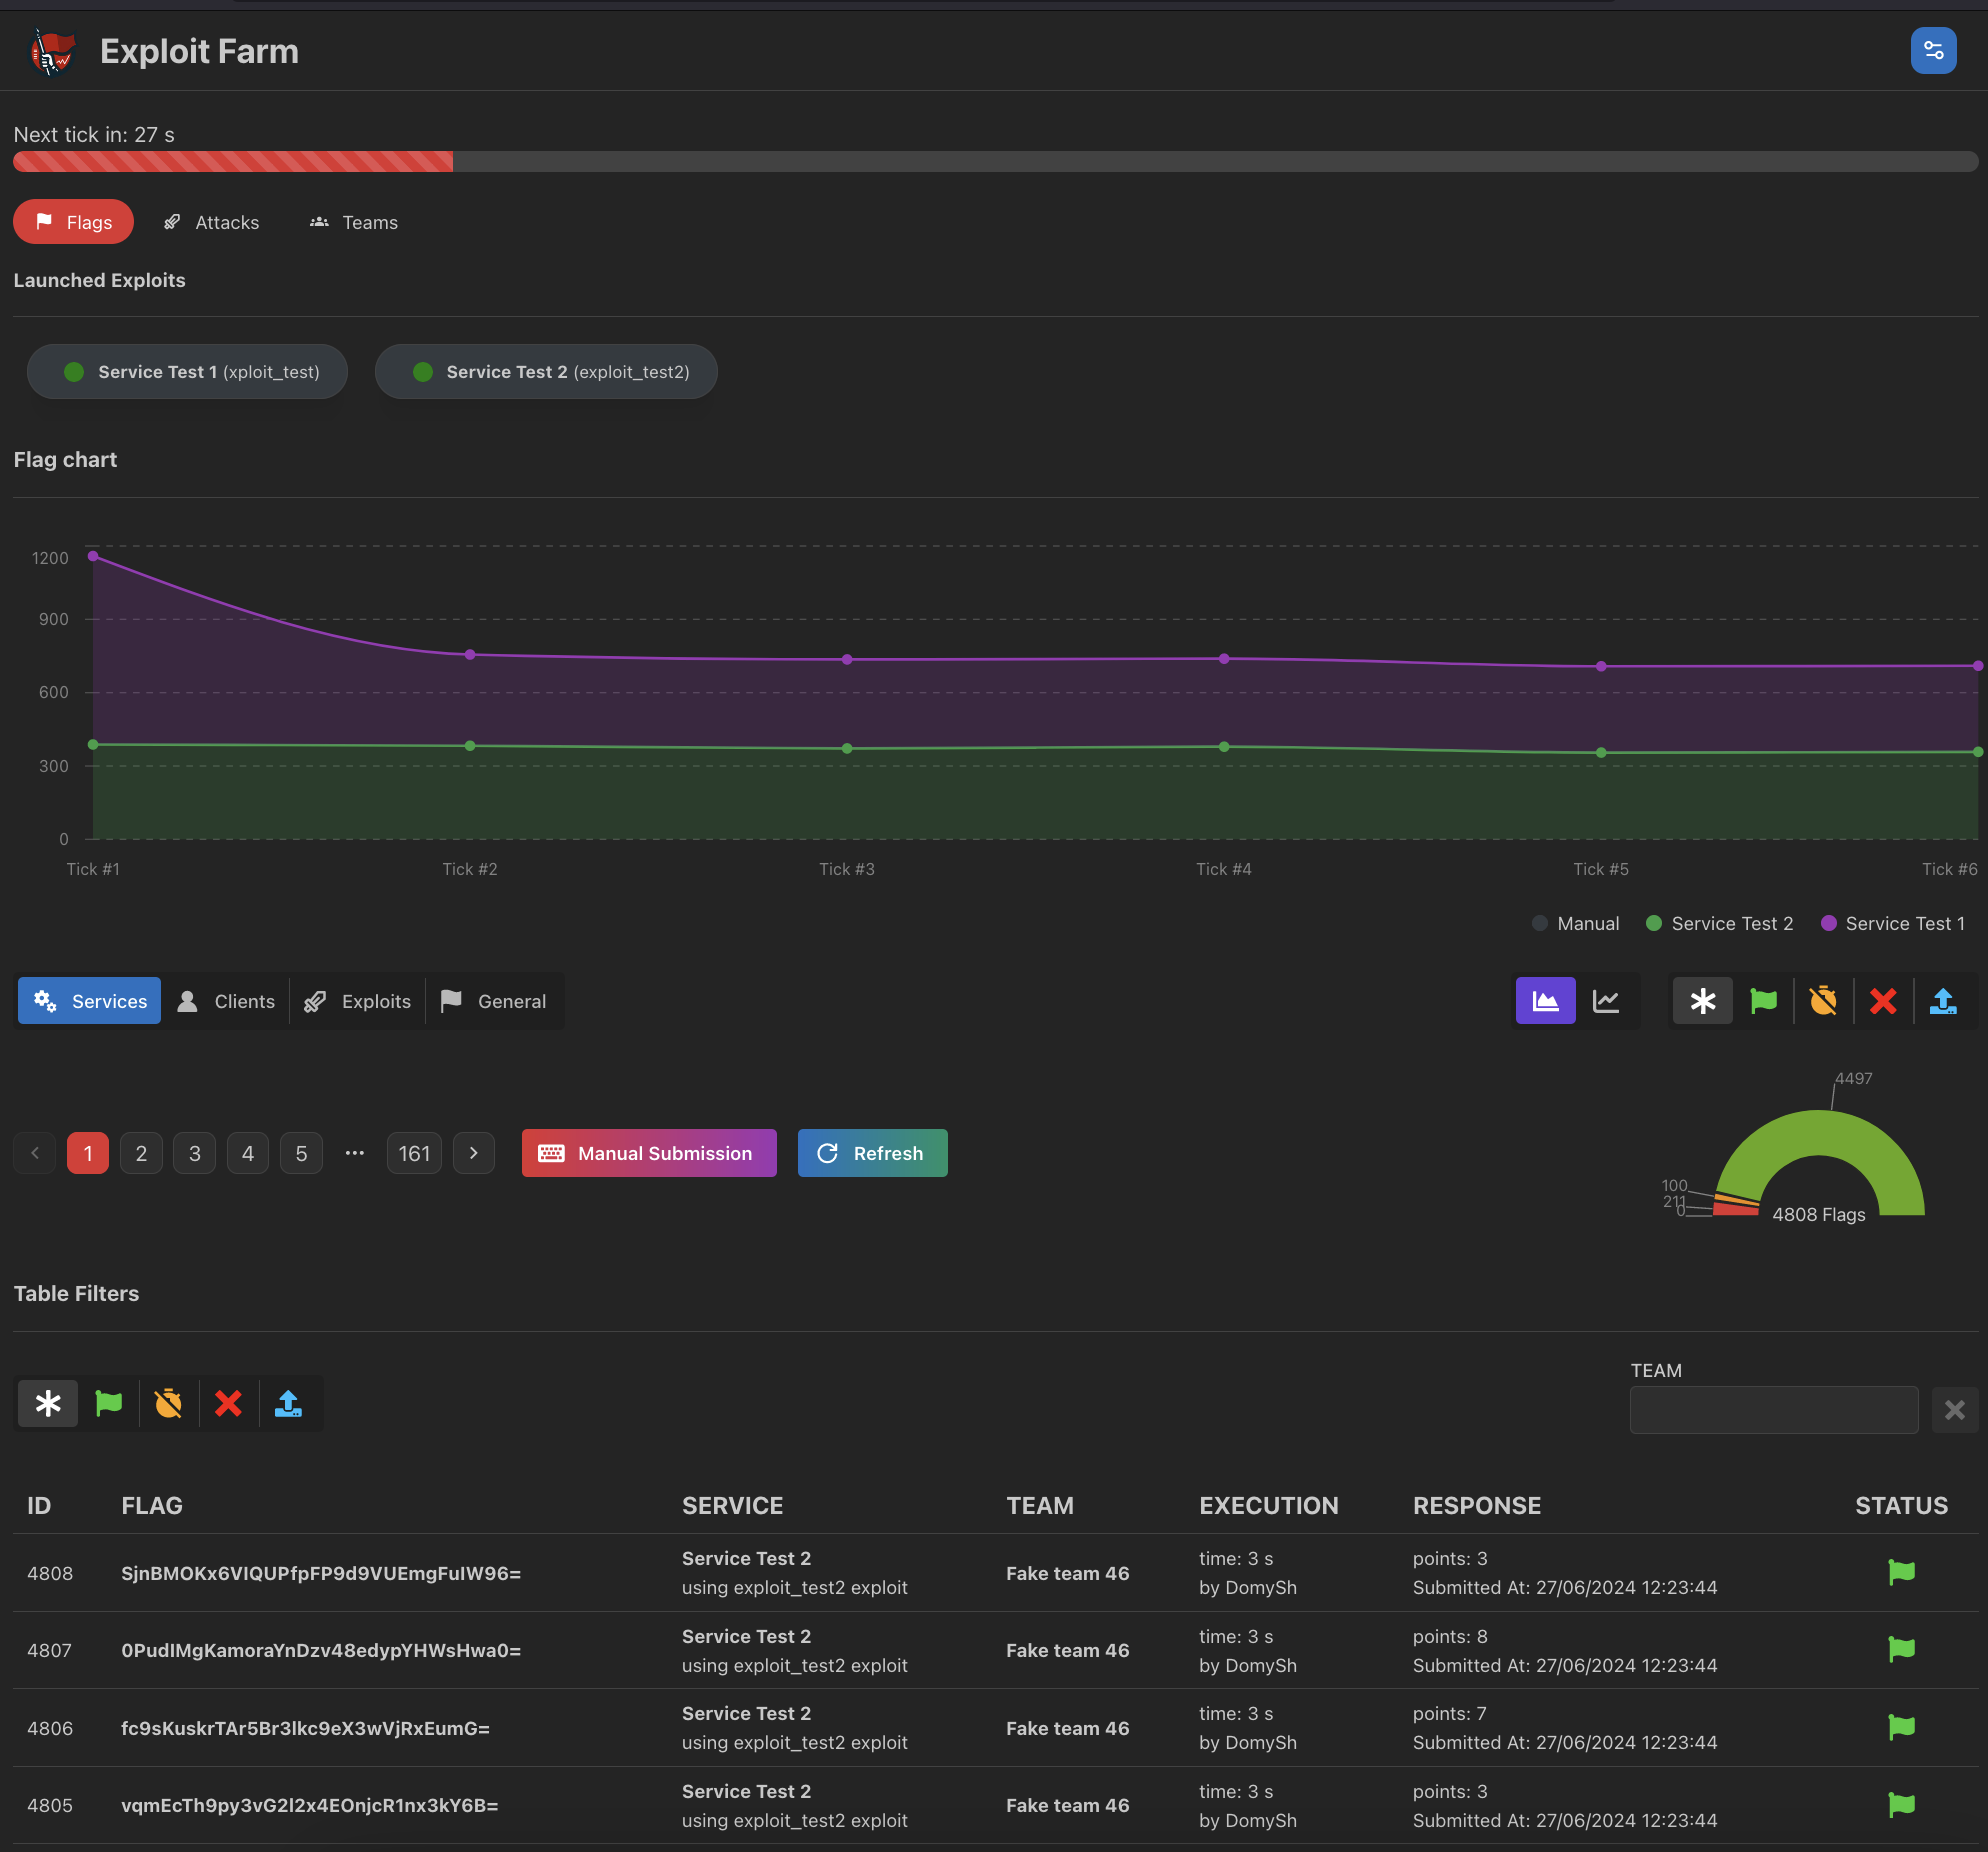 Exploit Farm
Next tick in: 27 s
Flags Attacks Teams
Launched Exploits
Service Test 1 (xploit_test) Service Test 2 (exploit_test2)
Flag chart
1200
900
600
300
0
Tick #1 Tick #2 Tick #3 Tick #4 Tick #5 Tick #6
Manual Service Test 2 Service Test 1
Services Clients Exploits General
4497
100
211
0
4808 Flags
1 2 3 4 5 ··· 161 Manual Submission Refresh
Table Filters
TEAM
ID FLAG SERVICE TEAM EXECUTION RESPONSE STATUS
4808 SjnBMOKx6VIQUPfpFP9d9VUEmgFuIW96= Service Test 2 Fake team 46 time: 3 s points: 3
using exploit_test2 exploit by DomySh Submitted At: 27/06/2024 12:23:44
4807 0PudIMgKamoraYnDzv48edypYHWsHwa0= Service Test 2 Fake team 46 time: 3 s points: 8
using exploit_test2 exploit by DomySh Submitted At: 27/06/2024 12:23:44
4806 fc9sKuskrTAr5Br3lkc9eX3wVjRxEumG= Service Test 2 Fake team 46 time: 3 s points: 7
using exploit_test2 exploit by DomySh Submitted At: 27/06/2024 12:23:44
4805 vqmEcTh9py3vG2l2x4EOnjcR1nx3kY6B= Service Test 2 Fake team 46 time: 3 s points: 3
using exploit_test2 exploit by DomySh Submitted At: 27/06/2024 12:23:44